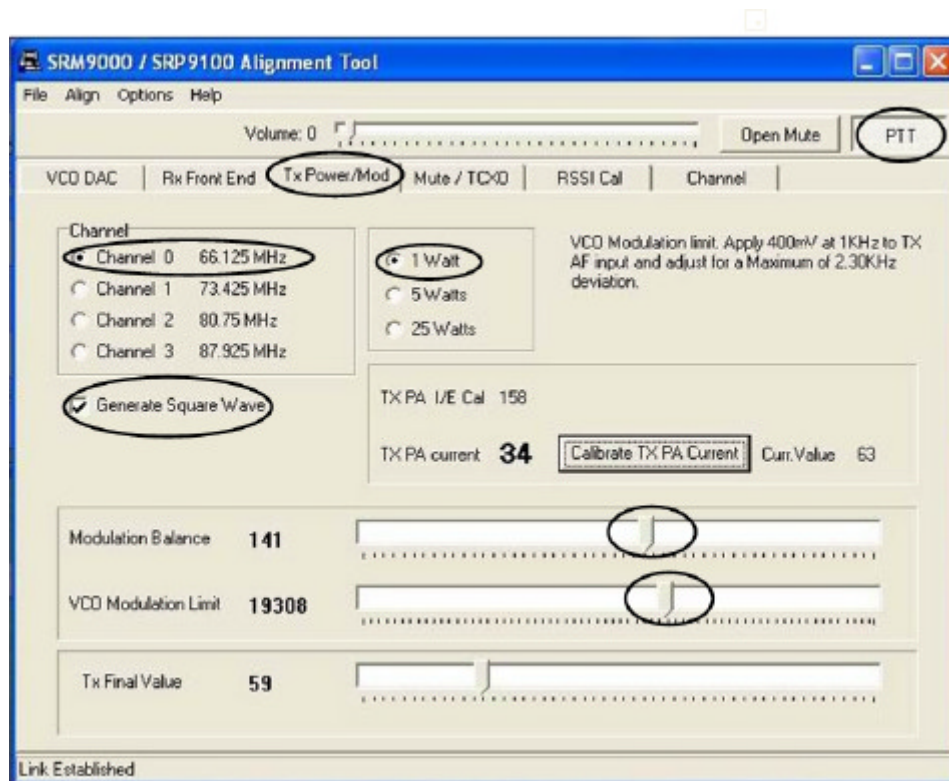 SRM9000 / SRP9100 Alignment Tool
File Align Options Help
Volume: 0 Open Mute PTT
VCO DAC Rx Front End Tx Power/Mod Mute / TCXO RSSI Cal Channel
Channel
Channel 0 66.125 MHz
Channel 1 73.425 MHz
Channel 2 80.75 MHz
Channel 3 87.925 MHz
1 Watt
5 Watts
25 Watts
VCO Modulation limit. Apply 400mV at 1KHz to TX
AF input and adjust for a Maximum of 2.30KHz
deviation.
Generate Square Wave
TX PA I/E Cal 158
TX PA current 34 Calibrate TX PA Current Curr.Value 63
Modulation Balance 141
VCO Modulation Limit 19308
Tx Final Value 59
Link Established